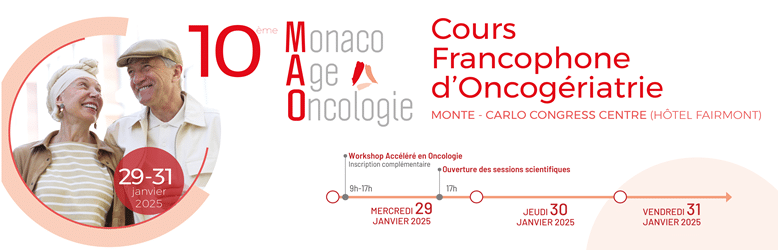 29-31
janvier
2025
10ème
Monaco
Age
Oncologie
Cours
Francophone
d'Oncogériatrie
MONTE - CARLO CONGRESS CENTRE (HÔTEL FAIRMONT)
Workshop Accéléré en Oncologie
Inscription complémentaire
Ouverture des sessions scientifiques
9h-17h
17h
MERCREDI 29
JANVIER 2025
JEUDI 30
JANVIER 2025
VENDREDI 31
JANVIER 2025